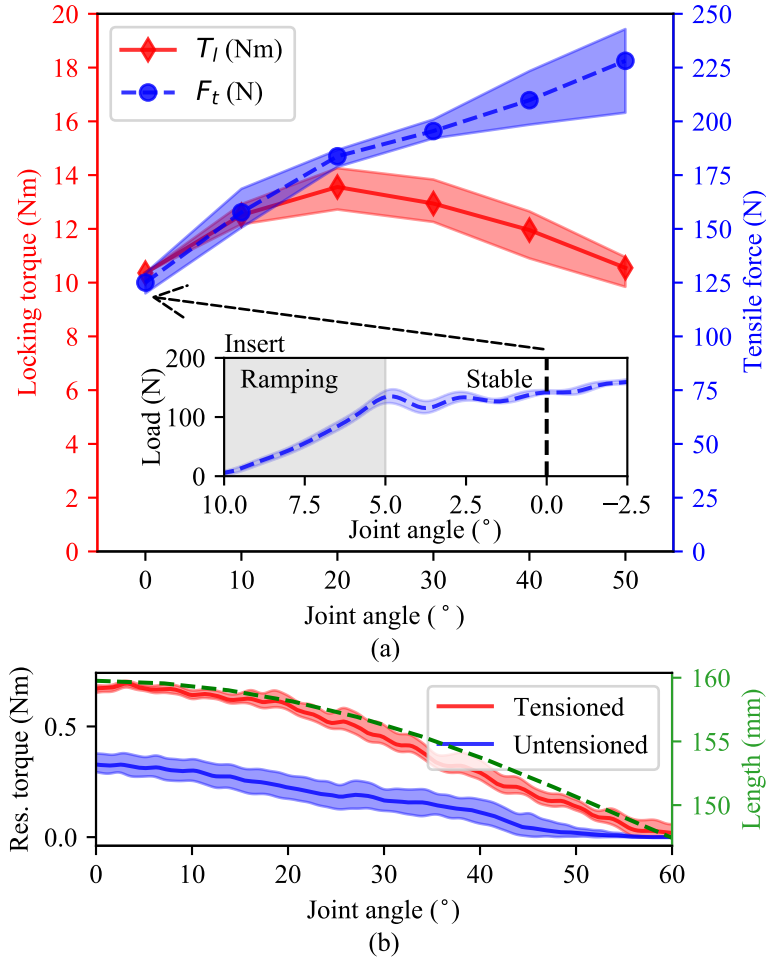 20
18
16
14
12
10
8
6
4
2
0
Locking torque (Nm)
T_l (Nm)
F_t (N)
250
225
200
175
150
125
100
75
50
25
0
Tensile force (N)
Insert
Ramping
Stable
200
100
0
Load (N)
10.0 7.5 5.0 2.5 0.0 −2.5
Joint angle (°)
0 10 20 30 40 50
Joint angle (°)
(a)
0.5
0.0
Res. torque (Nm)
Tensioned
Untensioned
160
155
150
Length (mm)
0 10 20 30 40 50 60
Joint angle (°)
(b)